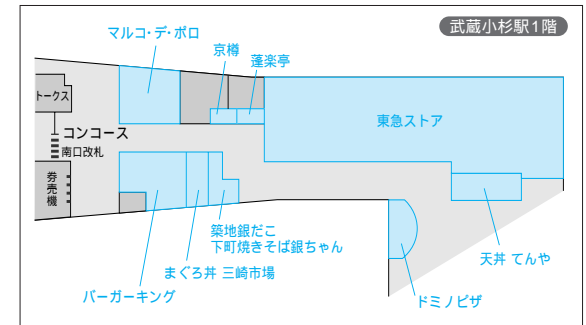 武蔵小杉駅1階
マルコ・デ・ポロ
京樽
蓬楽亭
トークス
東急ストア
コンコース
南口改札
券売機
築地銀だこ
下町焼きそば銀ちゃん
まぐろ丼 三崎市場
バーガーキング
天丼 てんや
ドミノピザ